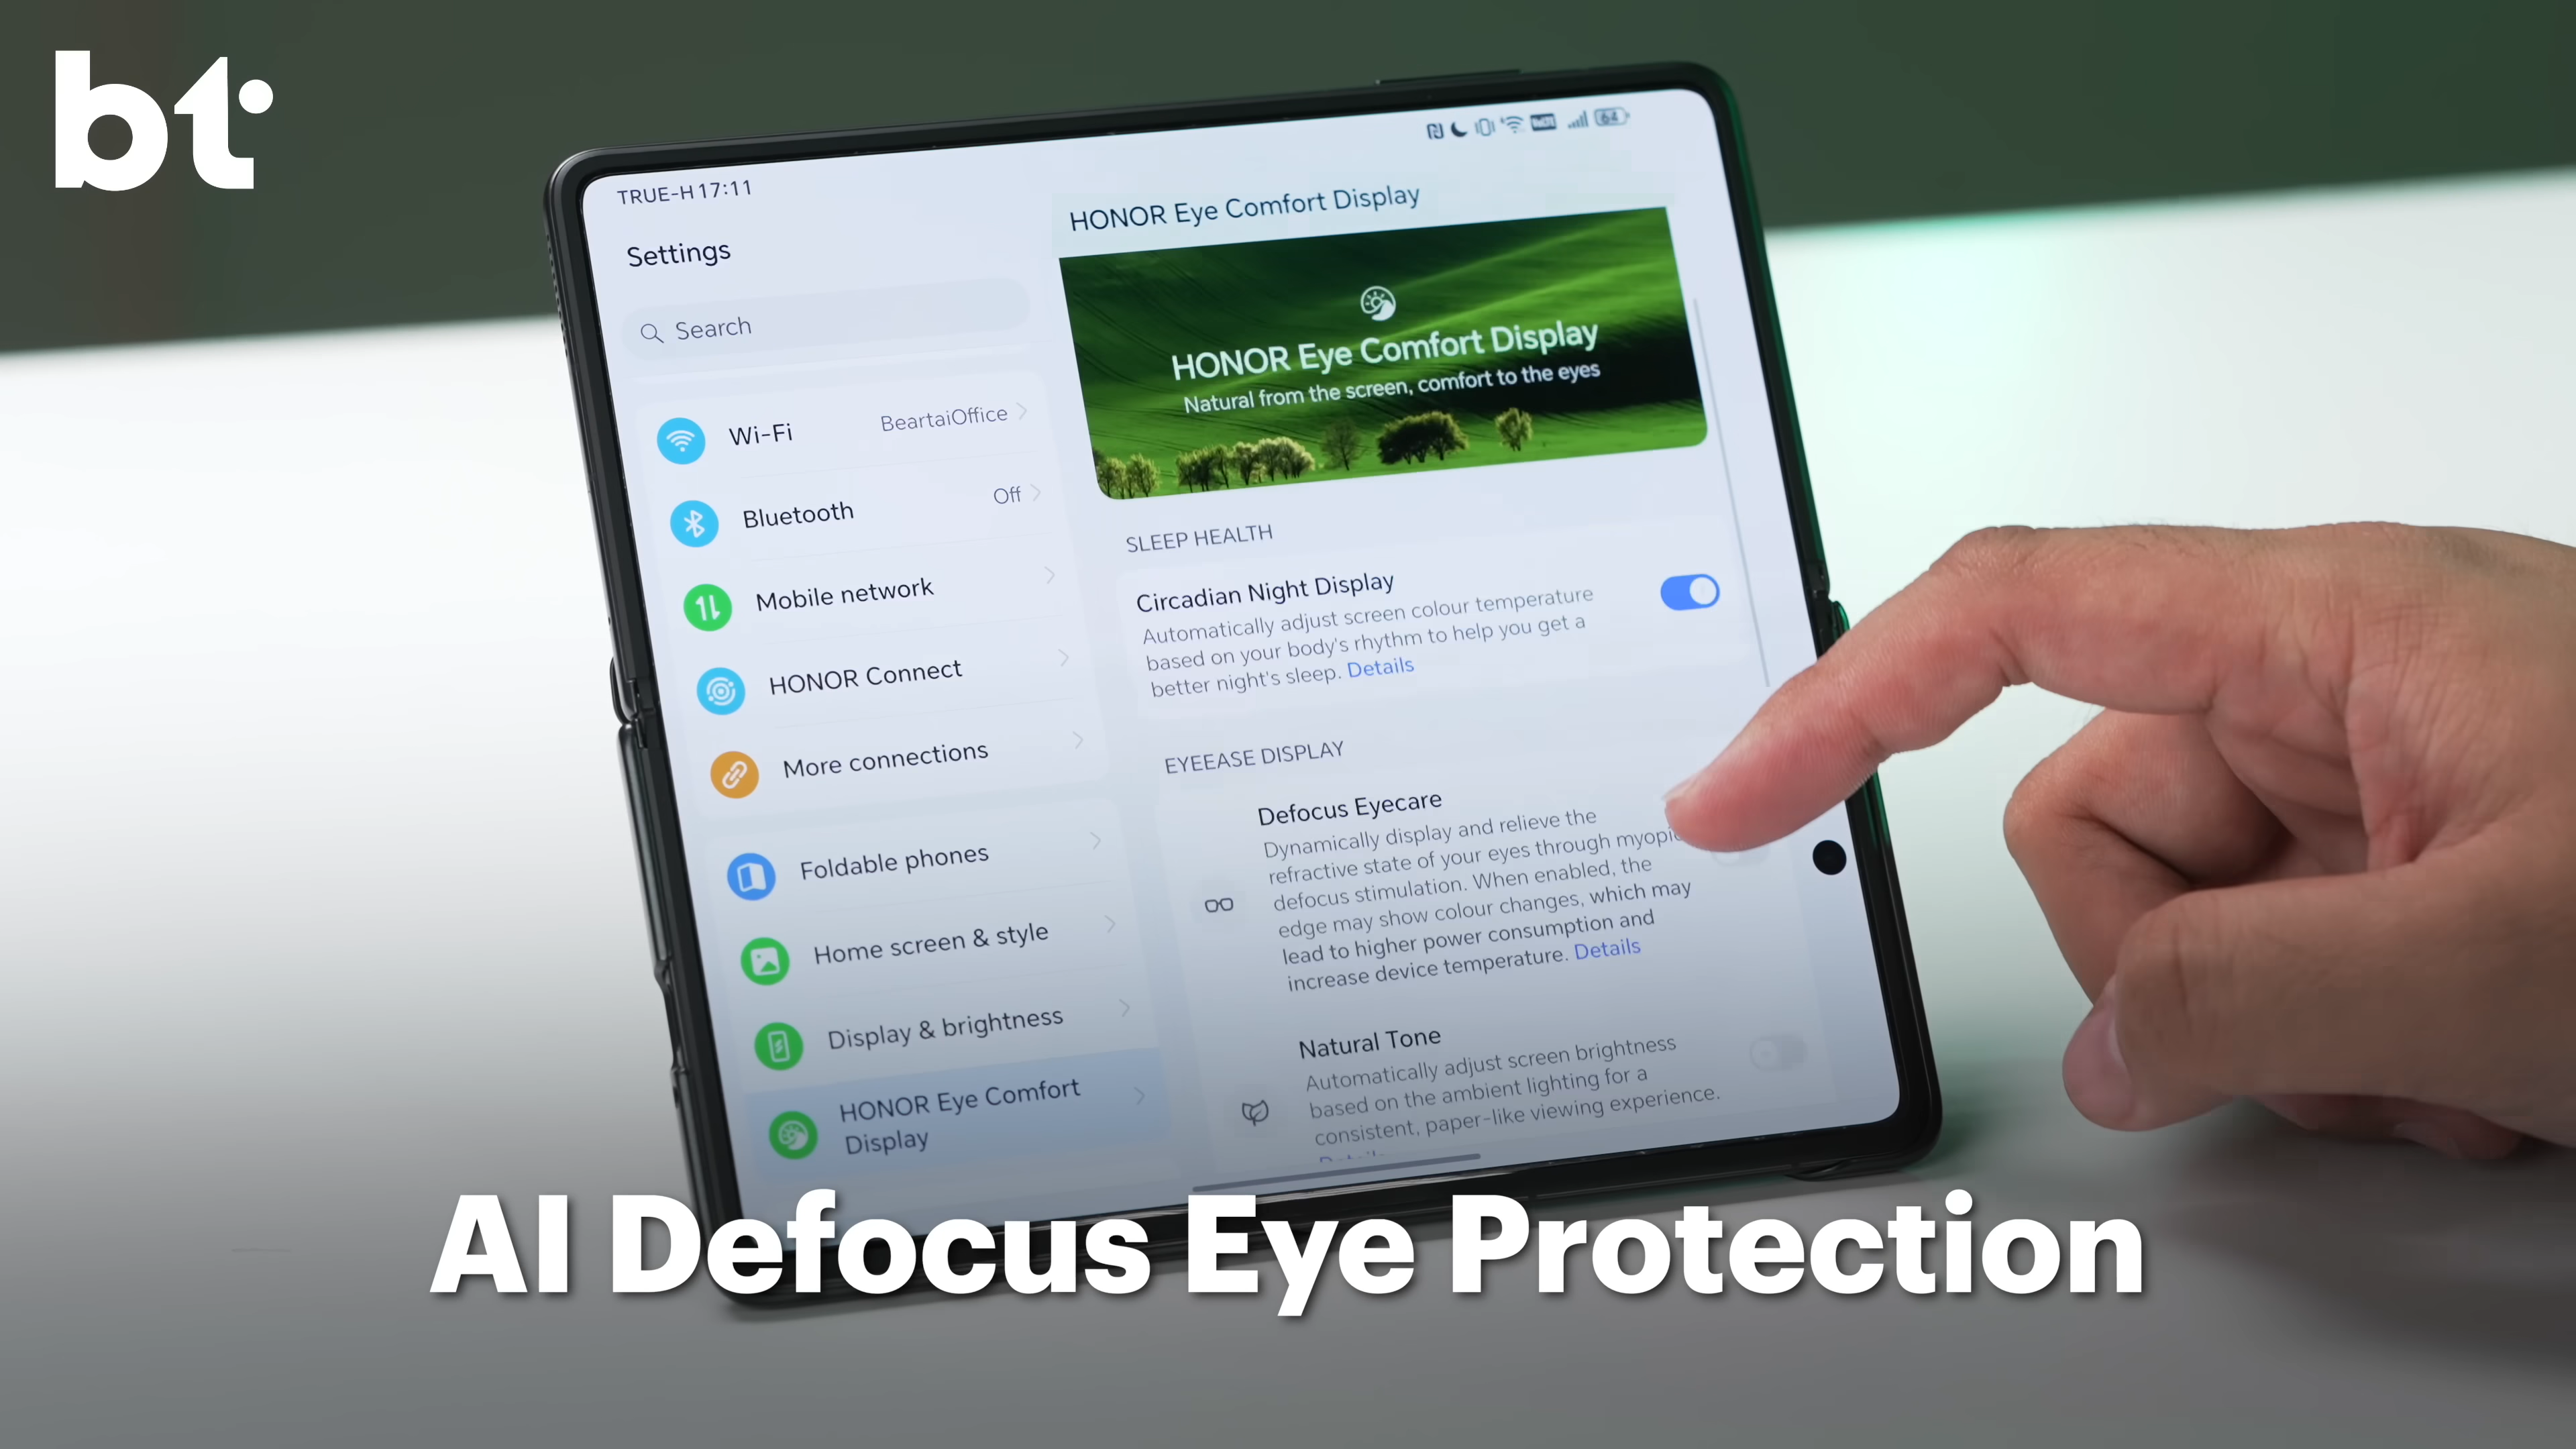 bt
TRUE-H 17:11
64
Settings
Search
Wi-Fi
BeartaiOffice
Bluetooth
Off
Mobile network
HONOR Connect
More connections
Foldable phones
Home screen & style
Display & brightness
HONOR Eye Comfort
Display
HONOR Eye Comfort Display
HONOR Eye Comfort Display
Natural from the screen, comfort to the eyes
SLEEP HEALTH
Circadian Night Display
Automatically adjust screen colour temperature
based on your body's rhythm to help you get a
better night's sleep. Details
EYEEASE DISPLAY
Defocus Eyecare
Dynamically display and relieve the
refractive state of your eyes through myopic
defocus stimulation. When enabled, the
edge may show colour changes, which may
lead to higher power consumption and
increase device temperature. Details
Natural Tone
Automatically adjust screen brightness
based on the ambient lighting for a
consistent, paper-like viewing experience.
AI Defocus Eye Protection